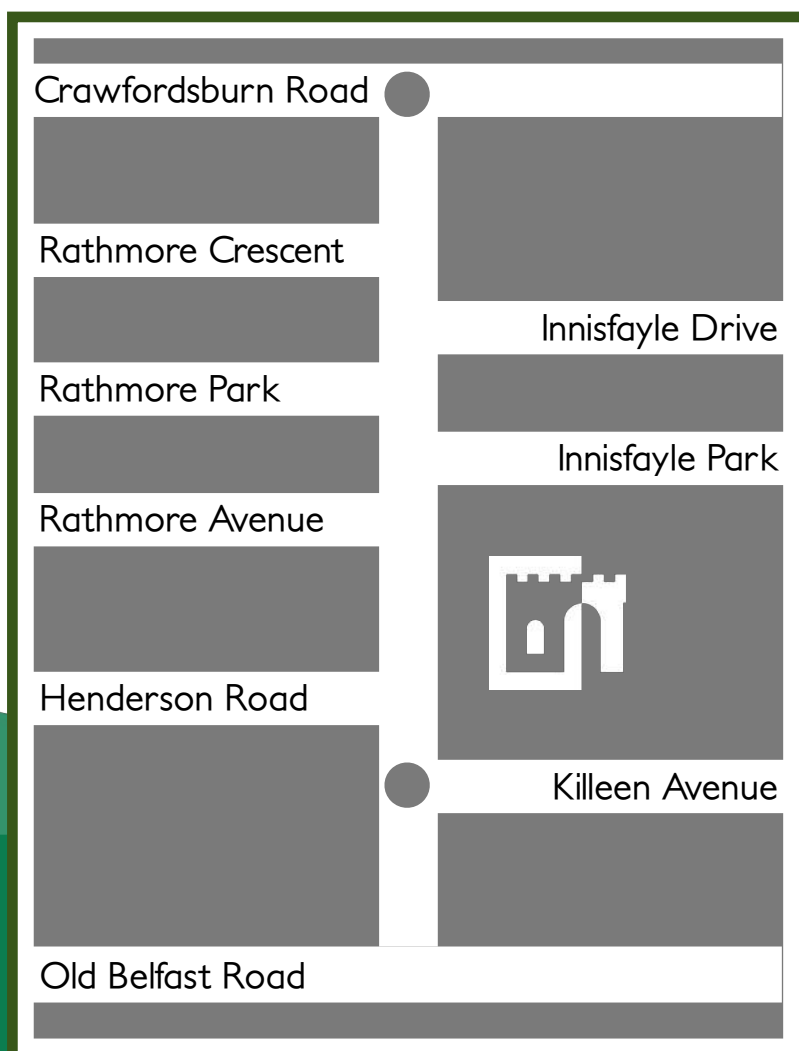 Crawfordsburn Road
Rathmore Crescent
Innisfayle Drive
Rathmore Park
Innisfayle Park
Rathmore Avenue
Henderson Road
Killeen Avenue
Old Belfast Road